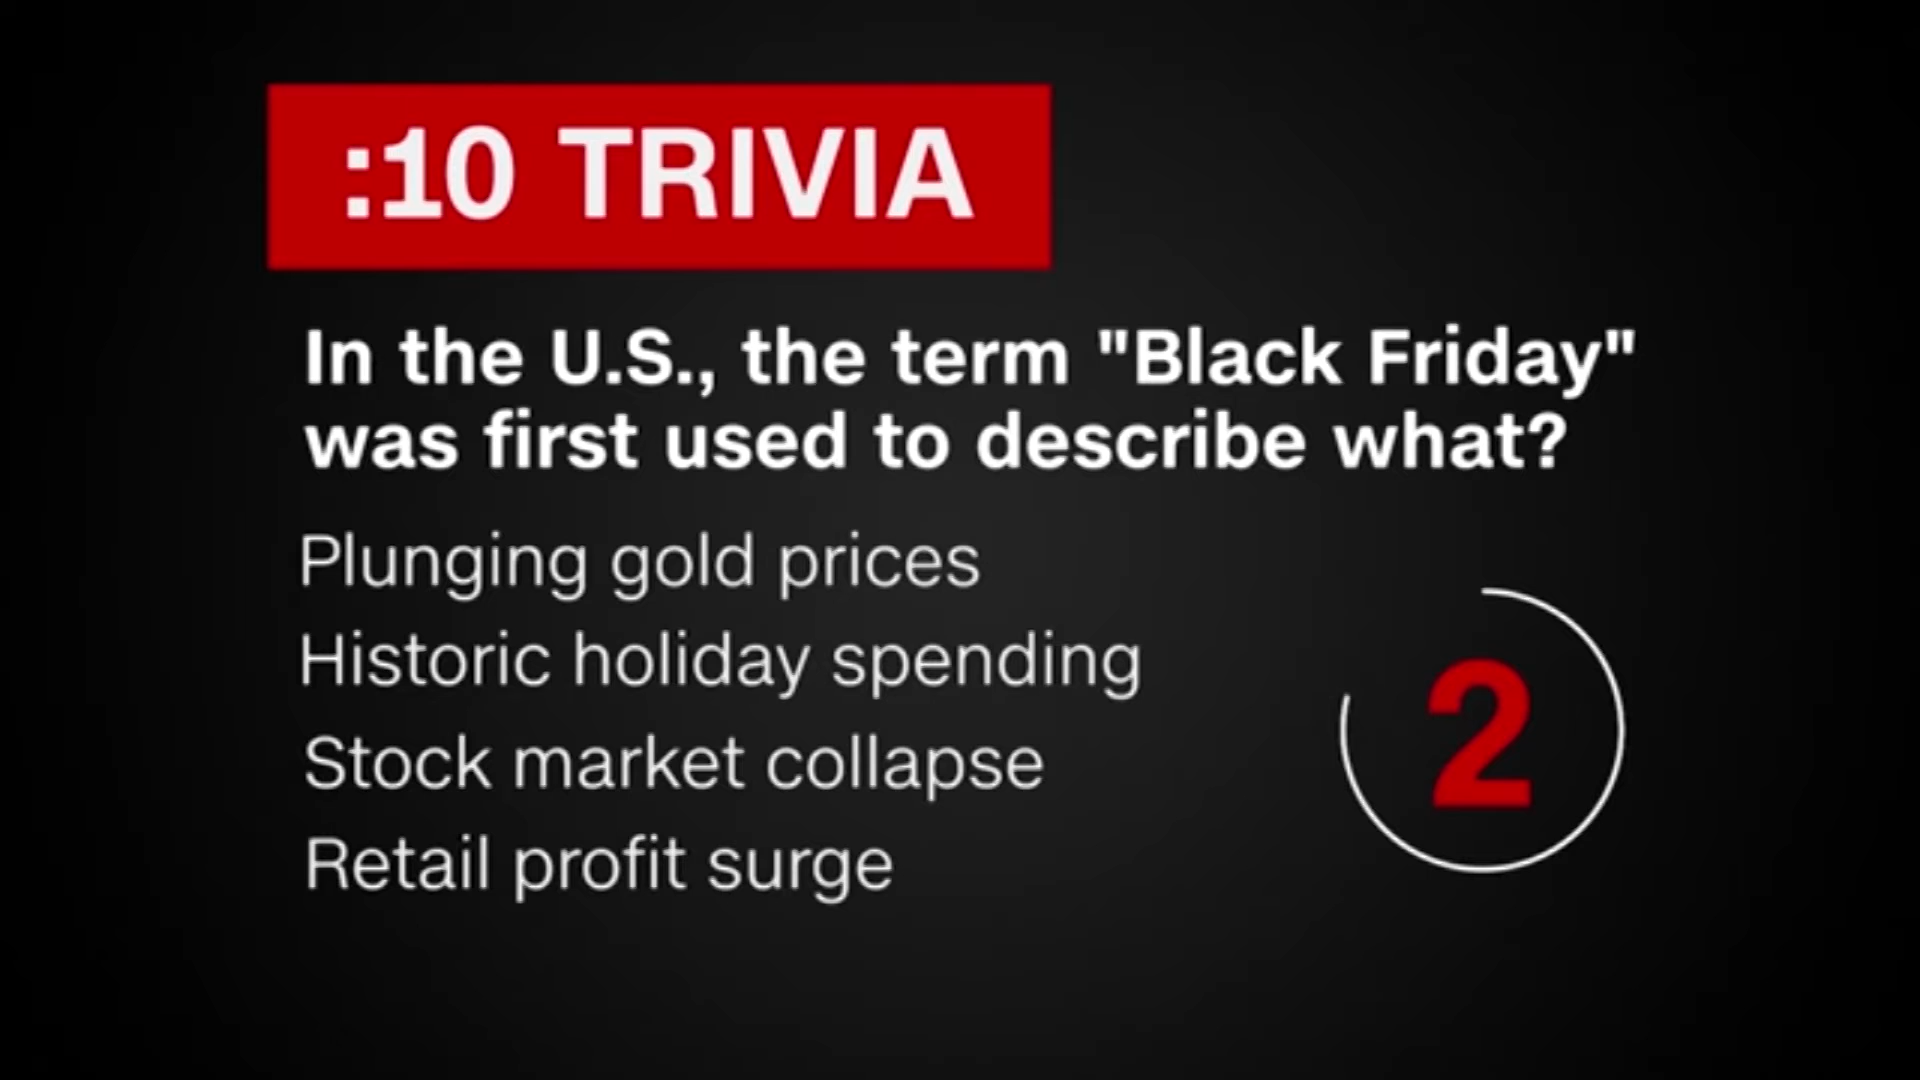 :10 TRIVIA
In the U.S., the term "Black Friday"
was first used to describe what?
Plunging gold prices
Historic holiday spending
Stock market collapse
Retail profit surge
2